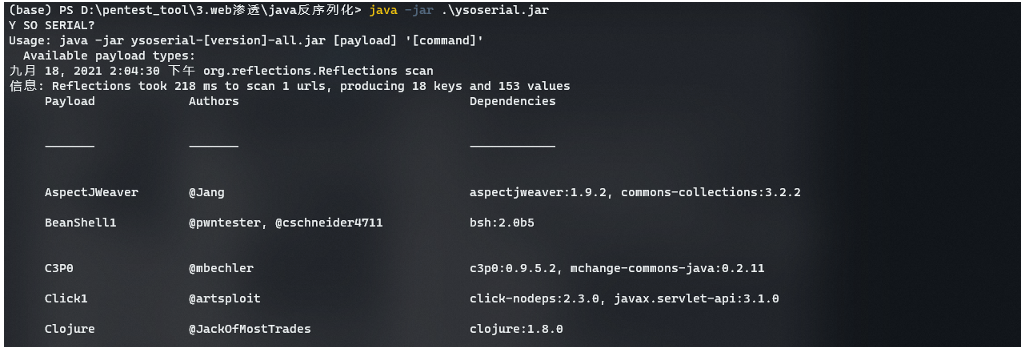 (base) PS D:\pentest_tool\3.web渗透\java反序列化> java -jar .\ysoserial.jar
Y SO SERIAL?
Usage: java -jar ysoserial-[version]-all.jar [payload] '[command]'
  Available payload types:
九月 18, 2021 2:04:30 下午 org.reflections.Reflections scan
信息: Reflections took 218 ms to scan 1 urls, producing 18 keys and 153 values
     Payload             Authors                                Dependencies
     -------             -------                                ------------
     AspectJWeaver       @Jang                                  aspectjweaver:1.9.2, commons-collections:3.2.2
     BeanShell1          @pwntester, @cschneider4711            bsh:2.0b5
     C3P0                @mbechler                              c3p0:0.9.5.2, mchange-commons-java:0.2.11
     Click1              @artsploit                             click-nodeps:2.3.0, javax.servlet-api:3.1.0
     Clojure             @JackOfMostTrades                      clojure:1.8.0